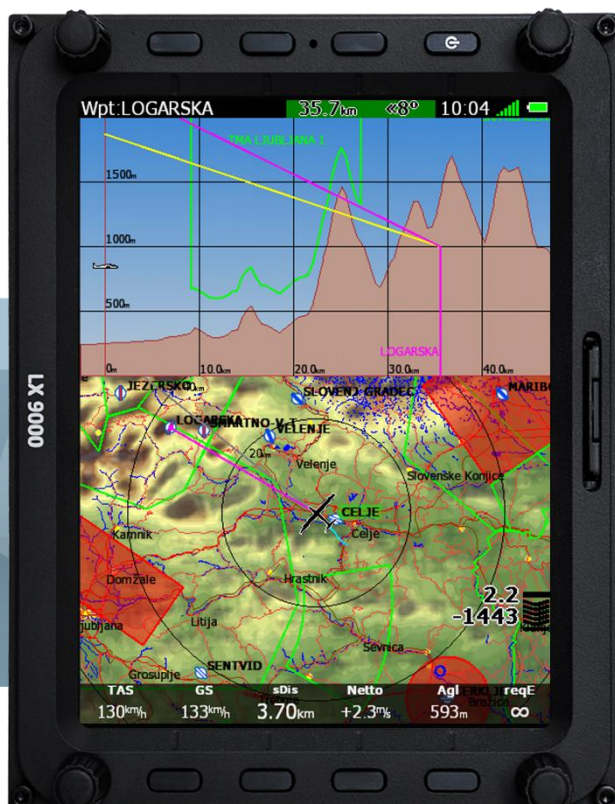 Wpt:LOGARSKA 35.7km «8° 10:04
TMA LJUBLJANA 1
1500m
1000m
500m
LOGARSKA
0m 10.0km 20.0km 30.0km 40.0km
JEZERSKO
SLOVENJ GRADEC
LOGARSKA
VELENJE
20km
Velenje
Slovenske Konjice
CELJE
Celje
Kamnik
Domzale
Hrastnik
2.2
-1443
Litija
Sevnica
Grosuplje
SENTVID
TAS GS sDis Netto Agl reqE
130km/h 133km/h 3.70km +2.3m/s 593m ∞
LX 9000